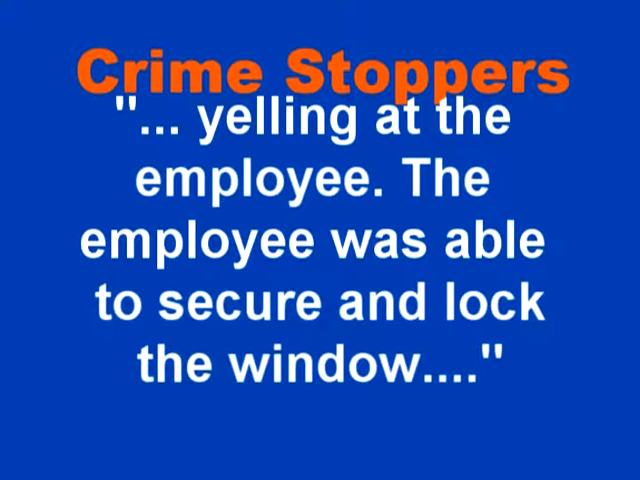 Crime Stoppers
"... yelling at the
employee. The
employee was able
to secure and lock
the window...."